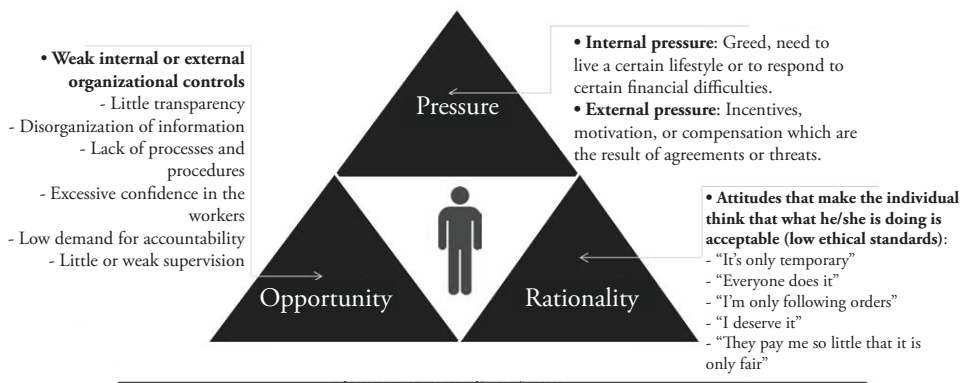 • Weak internal or external
organizational controls
- Little transparency
- Disorganization of information
- Lack of processes and
procedures
- Excessive confidence in the
workers
- Low demand for accountability
- Little or weak supervision
Pressure
• Internal pressure: Greed, need to
live a certain lifestyle or to respond to
certain financial difficulties.
• External pressure: Incentives,
motivation, or compensation which are
the result of agreements or threats.
Opportunity
Rationality
• Attitudes that make the individual
think that what he/she is doing is
acceptable (low ethical standards):
- “It’s only temporary”
- “Everyone does it”
- “I’m only following orders”
- “I deserve it”
- “They pay me so little that it is
only fair”